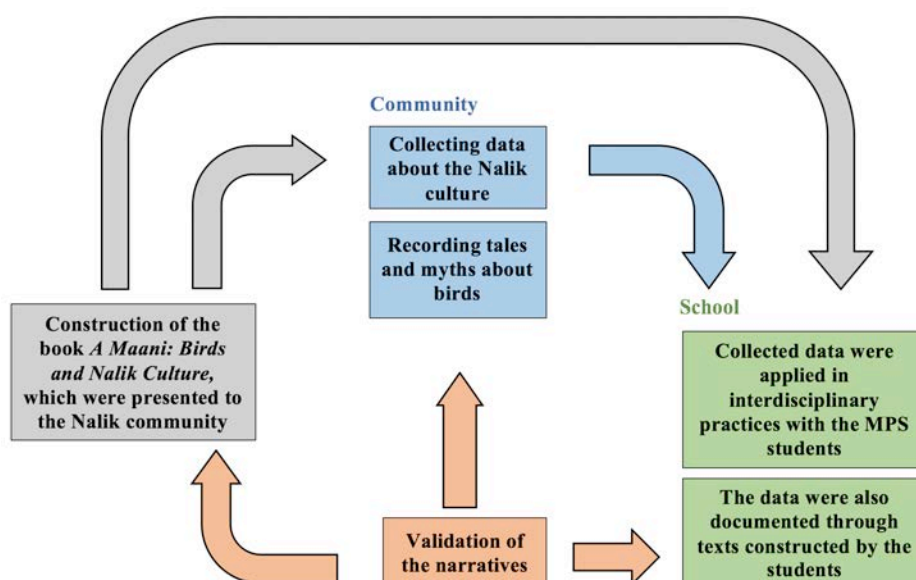 Community
Collecting data
about the Nalik
culture
Recording tales
and myths about
birds
Construction of the
book A Maani: Birds
and Nalik Culture,
which were presented to
the Nalik community
School
Collected data were
applied in
interdisciplinary
practices with the MPS
students
The data were also
documented through
texts constructed by the
students
Validation of
the narratives